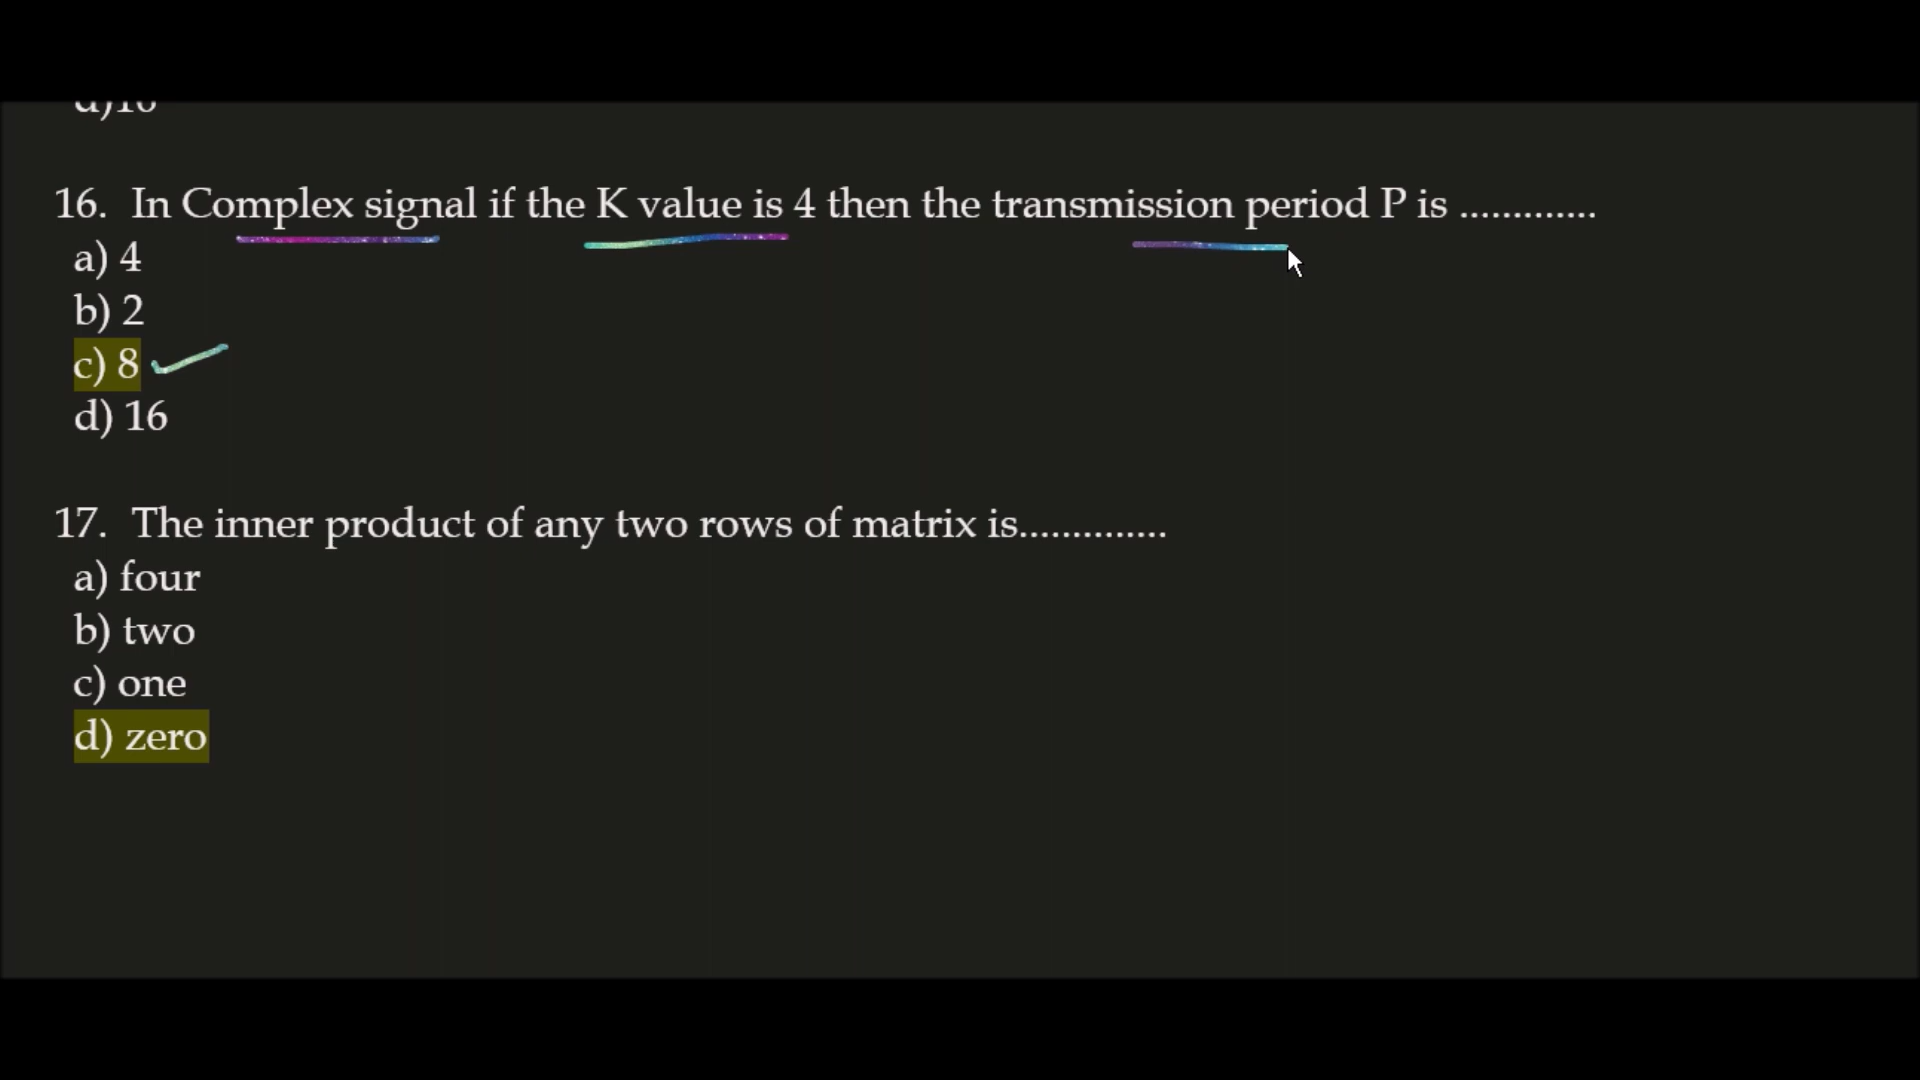 16. In Complex signal if the K value is 4 then the transmission period P is .............
a) 4
b) 2
c) 8
d) 16
17. The inner product of any two rows of matrix is..............
a) four
b) two
c) one
d) zero